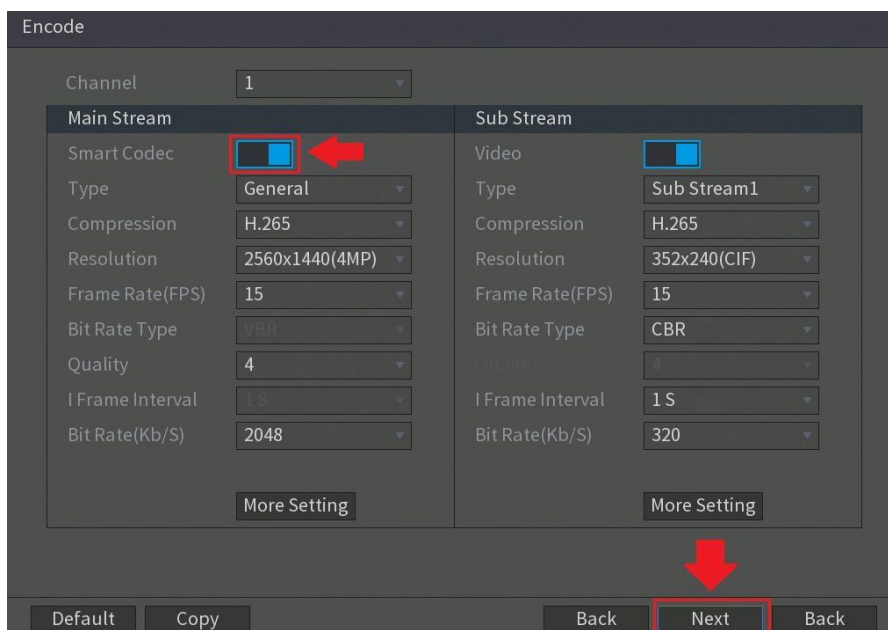 Encode
Channel 1
Main Stream
Smart Codec
Type General
Compression H.265
Resolution 2560x1440(4MP)
Frame Rate(FPS) 15
Bit Rate Type VBR
Quality 4
I Frame Interval 1 S
Bit Rate(Kb/S) 2048
More Setting
Sub Stream
Video
Type Sub Stream1
Compression H.265
Resolution 352x240(CIF)
Frame Rate(FPS) 15
Bit Rate Type CBR
Quality 4
I Frame Interval 1 S
Bit Rate(Kb/S) 320
More Setting
Default Copy Back Next Back